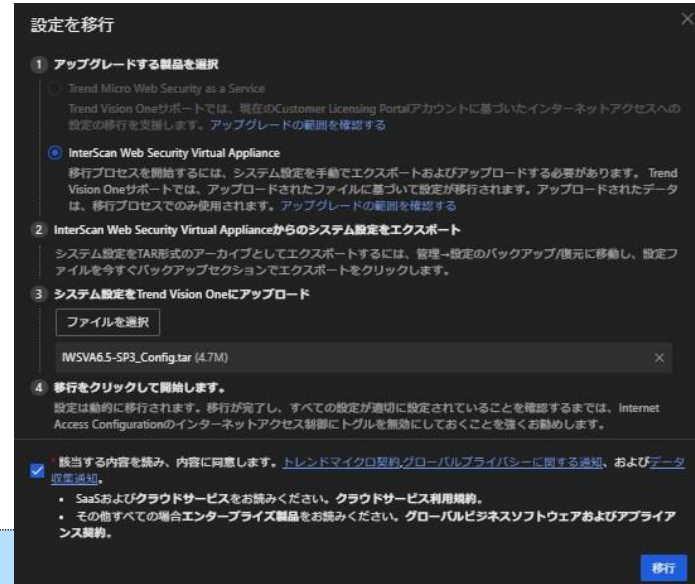 設定を移行
1 アップグレードする製品を選択
Trend Micro Web Security as a Service
Trend Vision Oneサポートでは、現在のCustomer Licensing Portalアカウントに基づいたインターネットアクセスへの
設定の移行を支援します。アップグレードの範囲を確認する
InterScan Web Security Virtual Appliance
移行プロセスを開始するには、システム設定を手動でエクスポートおよびアップロードする必要があります。 Trend
Vision Oneサポートでは、アップロードされたファイルに基づいて設定が移行されます。アップロードされたデータ
は、移行プロセスでのみ使用されます。アップグレードの範囲を確認する
2 InterScan Web Security Virtual Applianceからのシステム設定をエクスポート
システム設定をTAR形式のアーカイブとしてエクスポートするには、管理→設定のバックアップ/復元に移動し、設定フ
ァイルを今すぐバックアップセクションでエクスポートをクリックします。
3 システム設定をTrend Vision Oneにアップロード
ファイルを選択
IWSVA6.5-SP3_Config.tar (4.7M)
4 移行をクリックして開始します。
設定は動的に移行されます。移行が完了し、すべての設定が適切に設定されていることを確認するまでは、Internet
Access Configurationのインターネットアクセス制御にトグルを無効にしておくことを強くお勧めします。
*該当する内容を読み、内容に同意します。トレンドマイクロ契約,グローバルプライバシーに関する通知、およびデータ
収集通知。
• SaaSおよびクラウドサービスをお読みください。クラウドサービス利用規約。
• その他すべての場合エンタープライズ製品をお読みください。グローバルビジネスソフトウェアおよびアプライア
ンス契約。
移行